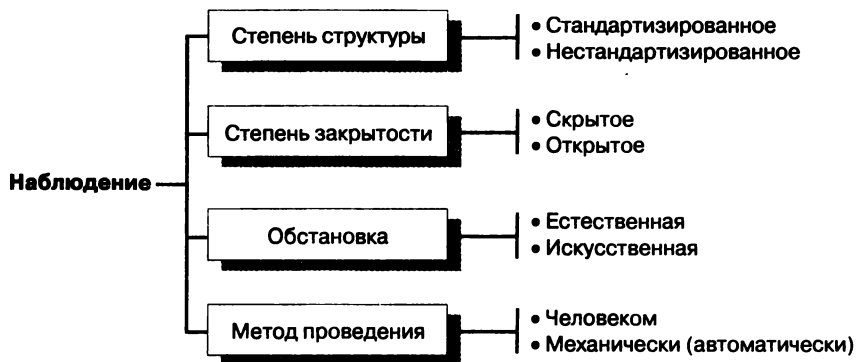 Степень структуры
• Стандартизированное
• Нестандартизированное
Степень закрытости
• Скрытое
• Открытое
Наблюдение
Обстановка
• Естественная
• Искусственная
Метод проведения
• Человеком
• Механически (автоматически)